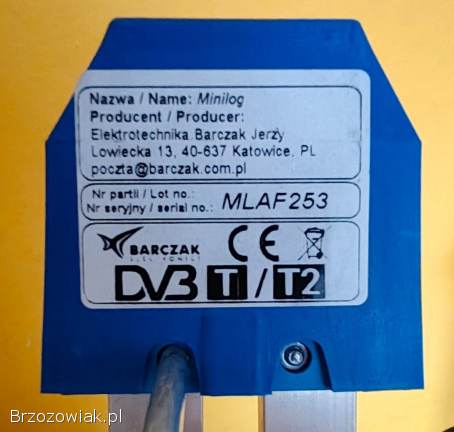 Nazwa / Name: Minilog
Producent / Producer:
Elektrotechnika Barczak Jerzy
Lowiecka 13, 40-637 Katowice, PL
poczta@barczak.com.pl
Nr partii / Lot no.:
Nr seryjny / serial no.: MLAF253
BARCZAK
CE
DVB T / T2
Brzozowiak.pl